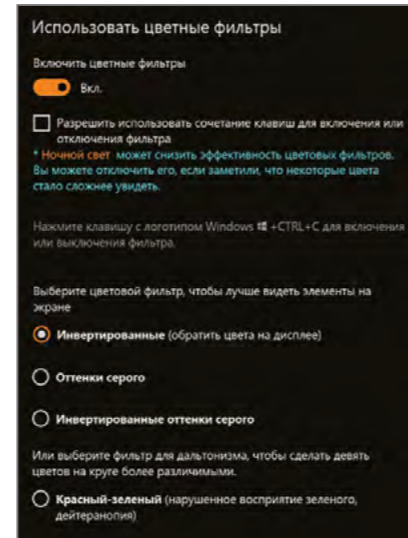 Использовать цветные фильтры
Включить цветные фильтры
Вкл.
Разрешить использовать сочетание клавиш для включения или
отключения фильтра
* Ночной свет может снизить эффективность цветовых фильтров.
Вы можете отключить его, если заметили, что некоторые цвета
стало сложнее увидеть.
Нажмите клавишу с логотипом Windows +CTRL+C для включения
или выключения фильтра.
Выберите цветовой фильтр, чтобы лучше видеть элементы на
экране
Инвертированные (обратить цвета на дисплее)
Оттенки серого
Инвертированные оттенки серого
Или выберите фильтр для дальтонизма, чтобы сделать девять
цветов на круге более различимыми.
Красный-зеленый (нарушенное восприятие зеленого,
дейтеранопия)